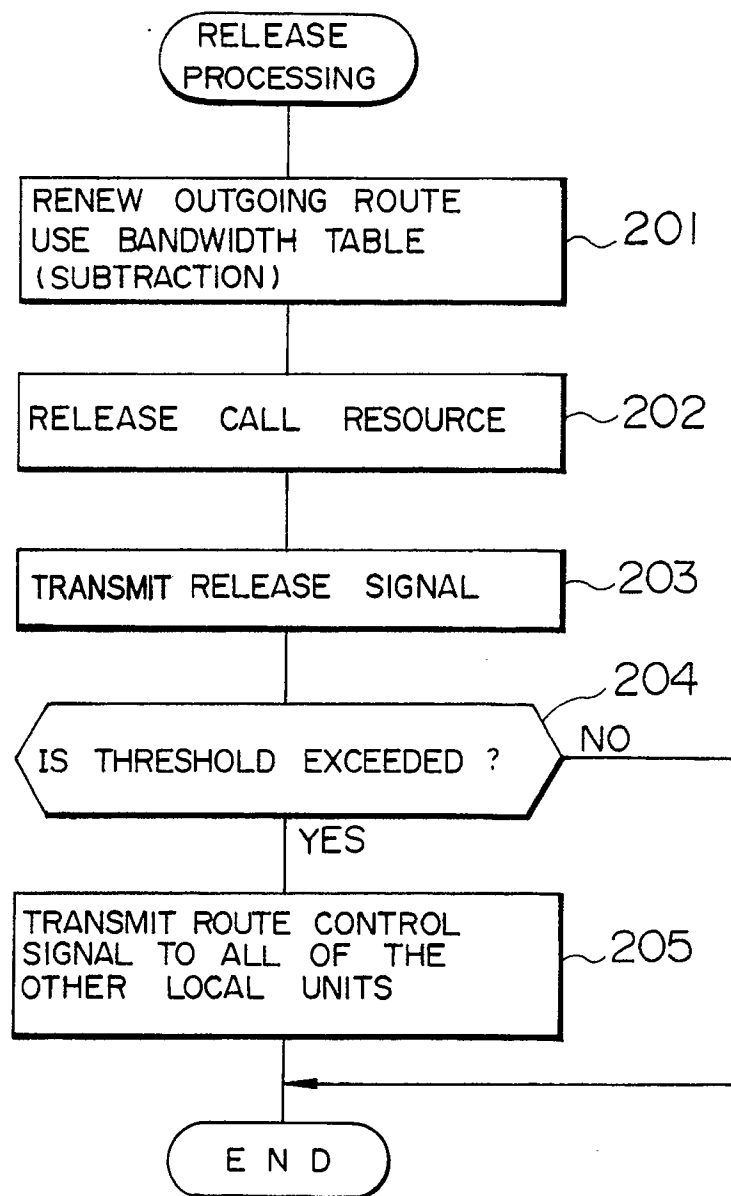 RELEASE
PROCESSING
RENEW OUTGOING ROUTE
USE BANDWIDTH TABLE
(SUBTRACTION)
201
RELEASE CALL RESOURCE
202
TRANSMIT RELEASE SIGNAL
203
204
IS THRESHOLD EXCEEDED ?
NO
YES
TRANSMIT ROUTE CONTROL
SIGNAL TO ALL OF THE
OTHER LOCAL UNITS
205
END